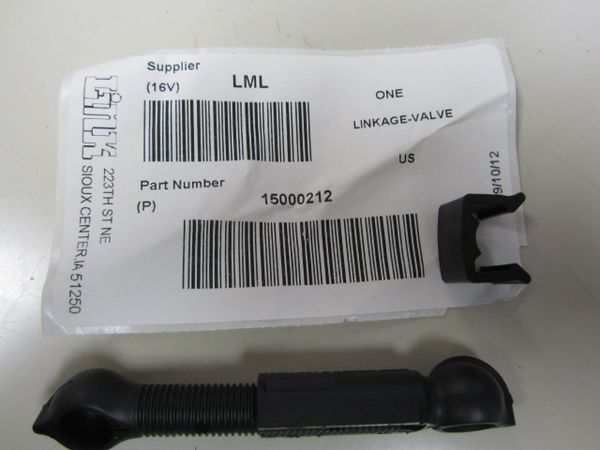 Link
223TH ST NE
SIOUX CENTER,IA 51250
Supplier
(16V)
LML
ONE
LINKAGE-VALVE
US
Part Number
(P)
15000212
9/10/12